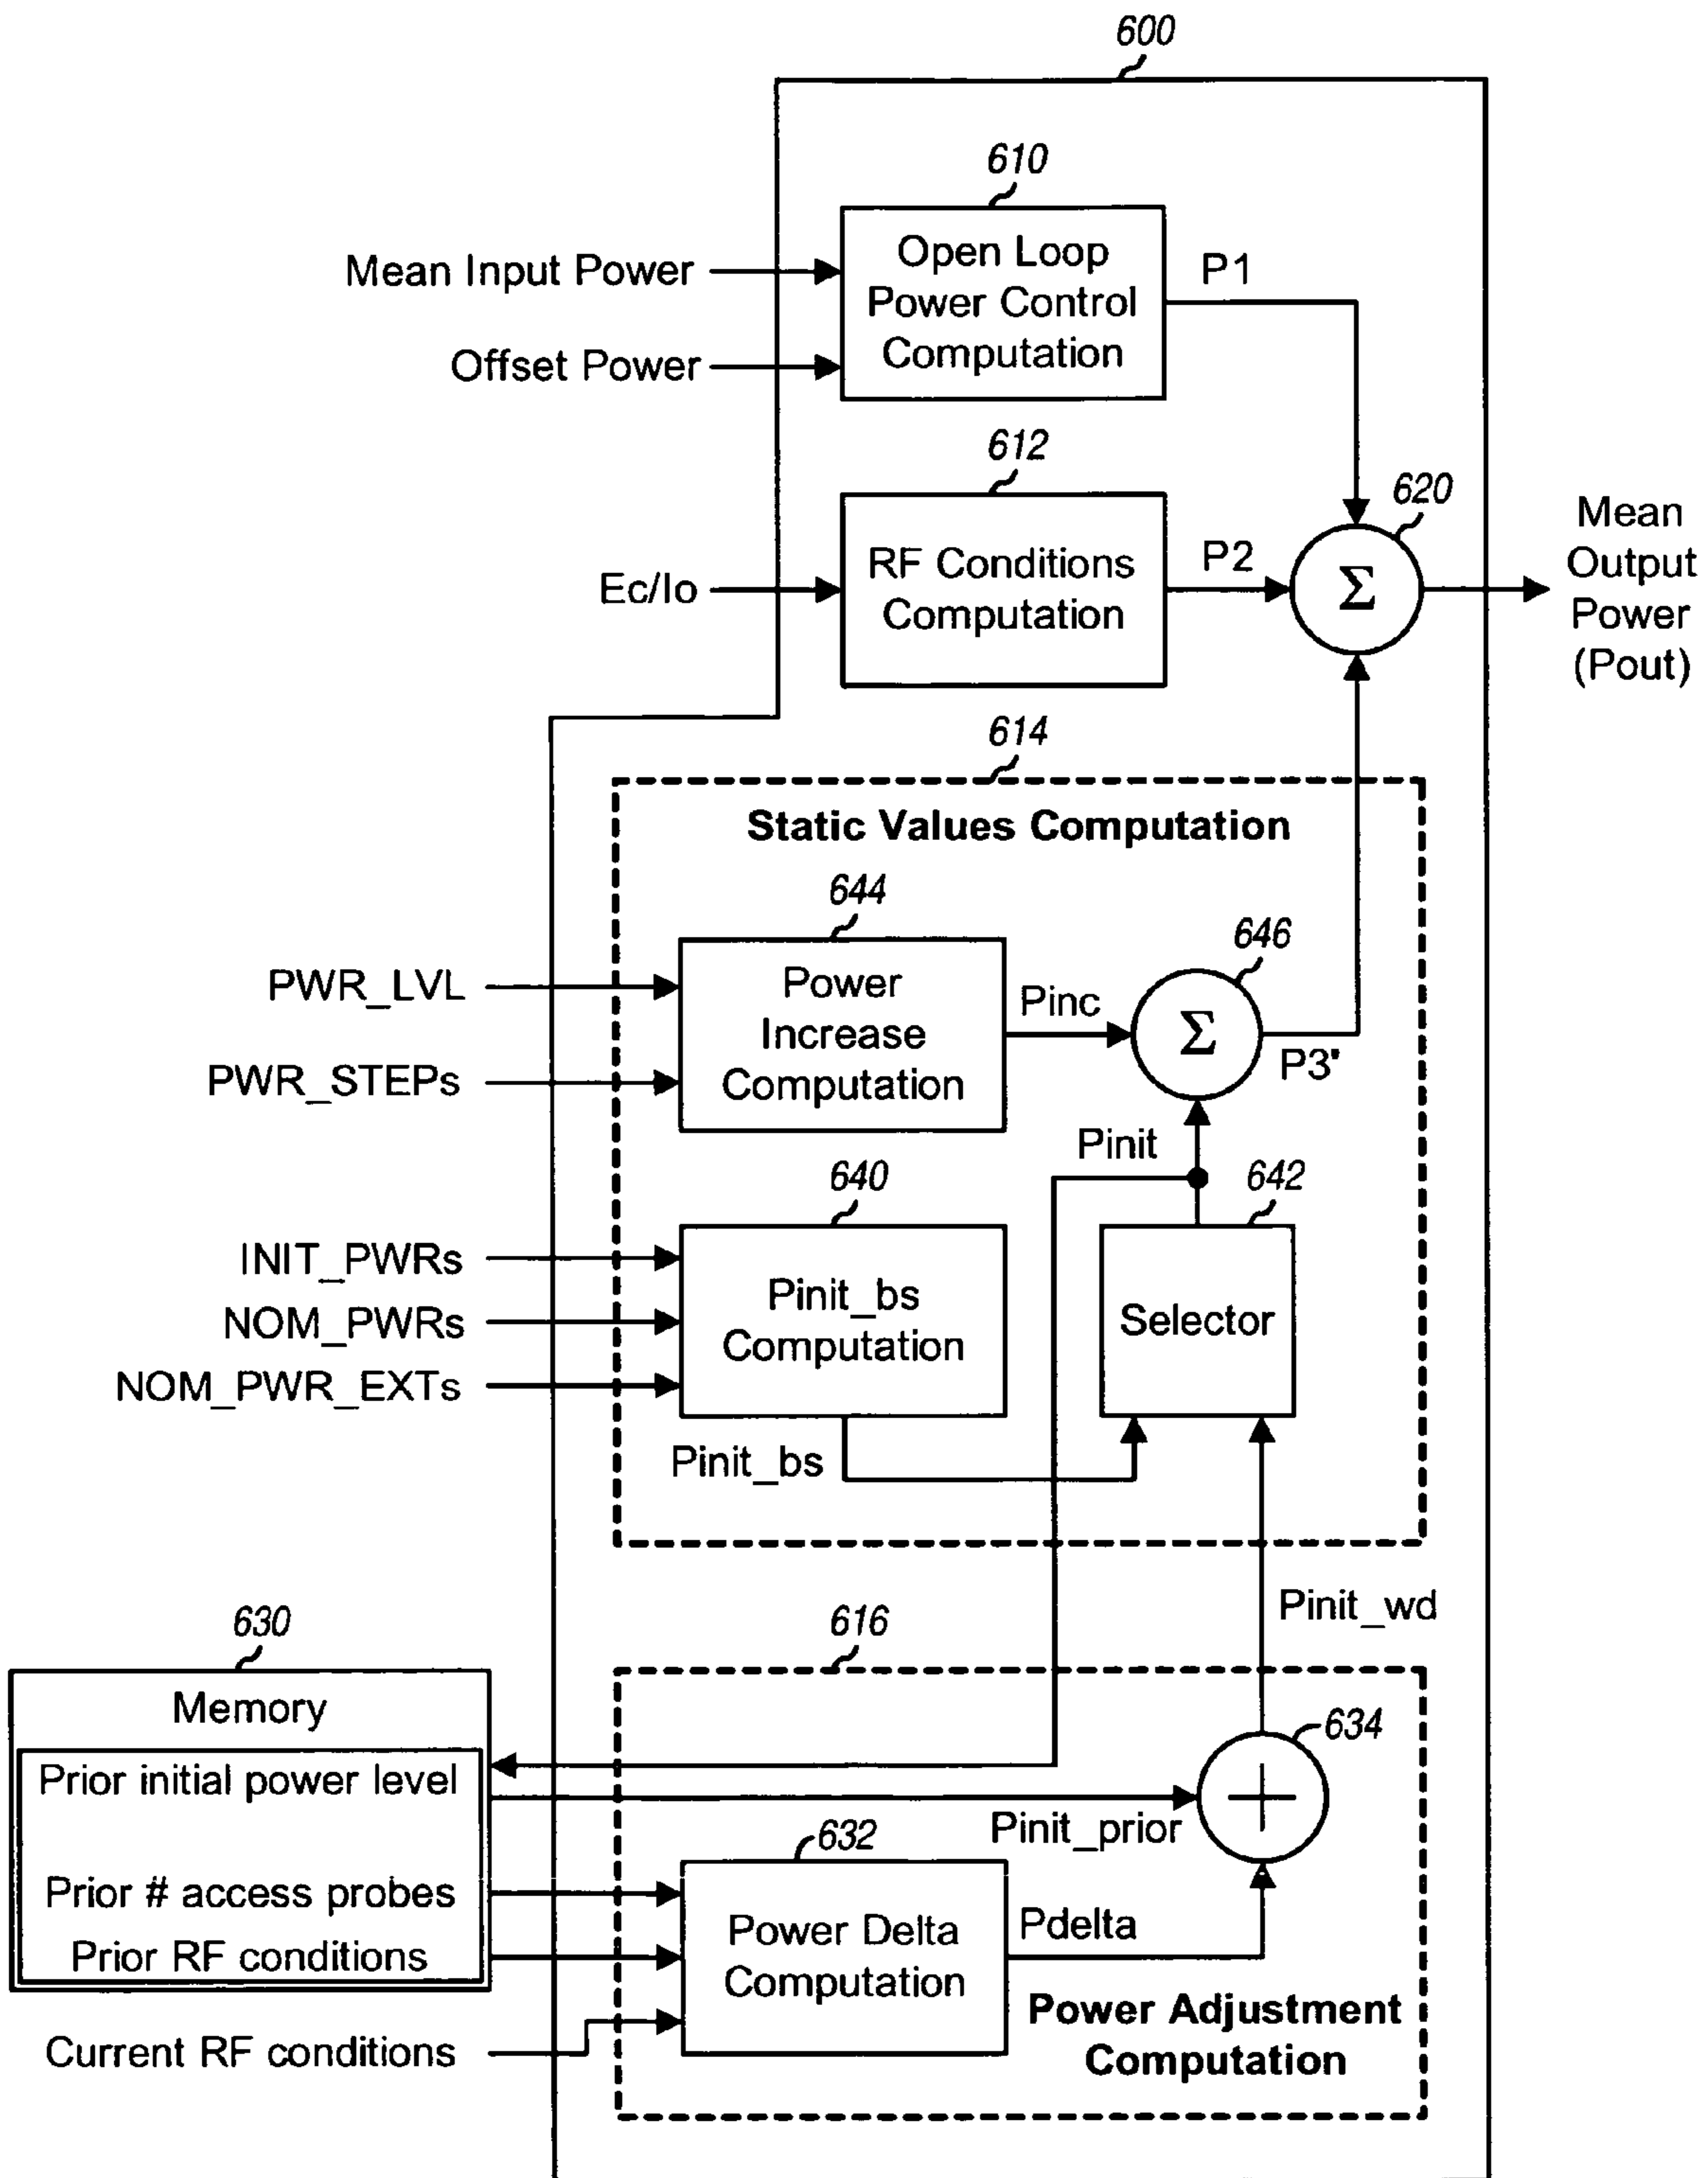 600
610
Mean Input Power
Offset Power
Open Loop
Power Control
Computation
P1
612
Ec/Io
RF Conditions
Computation
P2
620
Σ
Mean
Output
Power
(Pout)
614
Static Values Computation
644
PWR_LVL
PWR_STEPs
Power
Increase
Computation
Pinc
646
Σ
P3'
Pinit
640
INIT_PWRs
NOM_PWRs
NOM_PWR_EXTs
Pinit_bs
Computation
Pinit_bs
642
Selector
Pinit_wd
630
Memory
Prior initial power level
Prior # access probes
Prior RF conditions
Current RF conditions
616
634
+
Pinit_prior
632
Power Delta
Computation
Pdelta
Power Adjustment
Computation